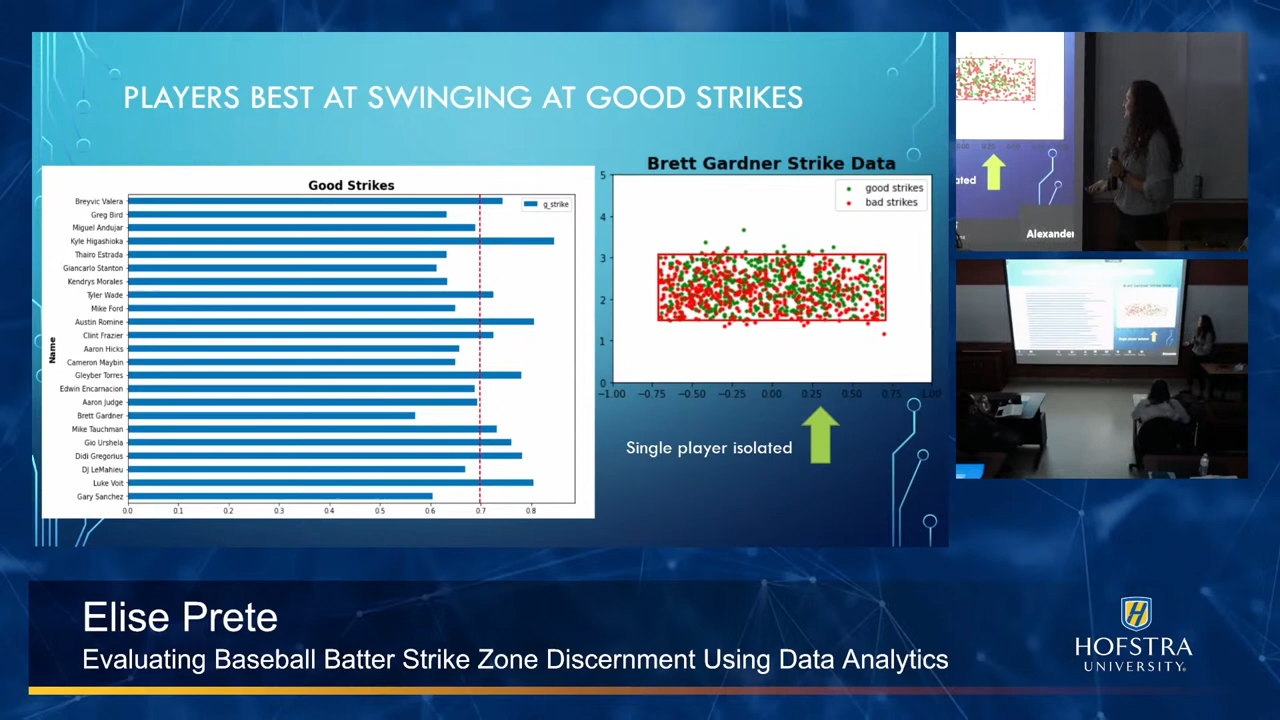 PLAYERS BEST AT SWINGING AT GOOD STRIKES
Good Strikes
g_strike
Name
Breyvic Valera
Greg Bird
Miguel Andujar
Kyle Higashioka
Thairo Estrada
Giancarlo Stanton
Kendrys Morales
Tyler Wade
Mike Ford
Austin Romine
Clint Frazier
Aaron Hicks
Cameron Maybin
Gleyber Torres
Edwin Encarnacion
Aaron Judge
Brett Gardner
Mike Tauchman
Gio Urshela
Didi Gregorius
DJ LeMahieu
Luke Voit
Gary Sanchez
0.0 0.1 0.2 0.3 0.4 0.5 0.6 0.7 0.8
Brett Gardner Strike Data
good strikes
bad strikes
5
4
3
2
1
0
−1.00 −0.75 −0.50 −0.25 0.00 0.25 0.50 0.75 1.00
Single player isolated
ated
Alexander
Elise Prete
Evaluating Baseball Batter Strike Zone Discernment Using Data Analytics
H
HOFSTRA
UNIVERSITY®